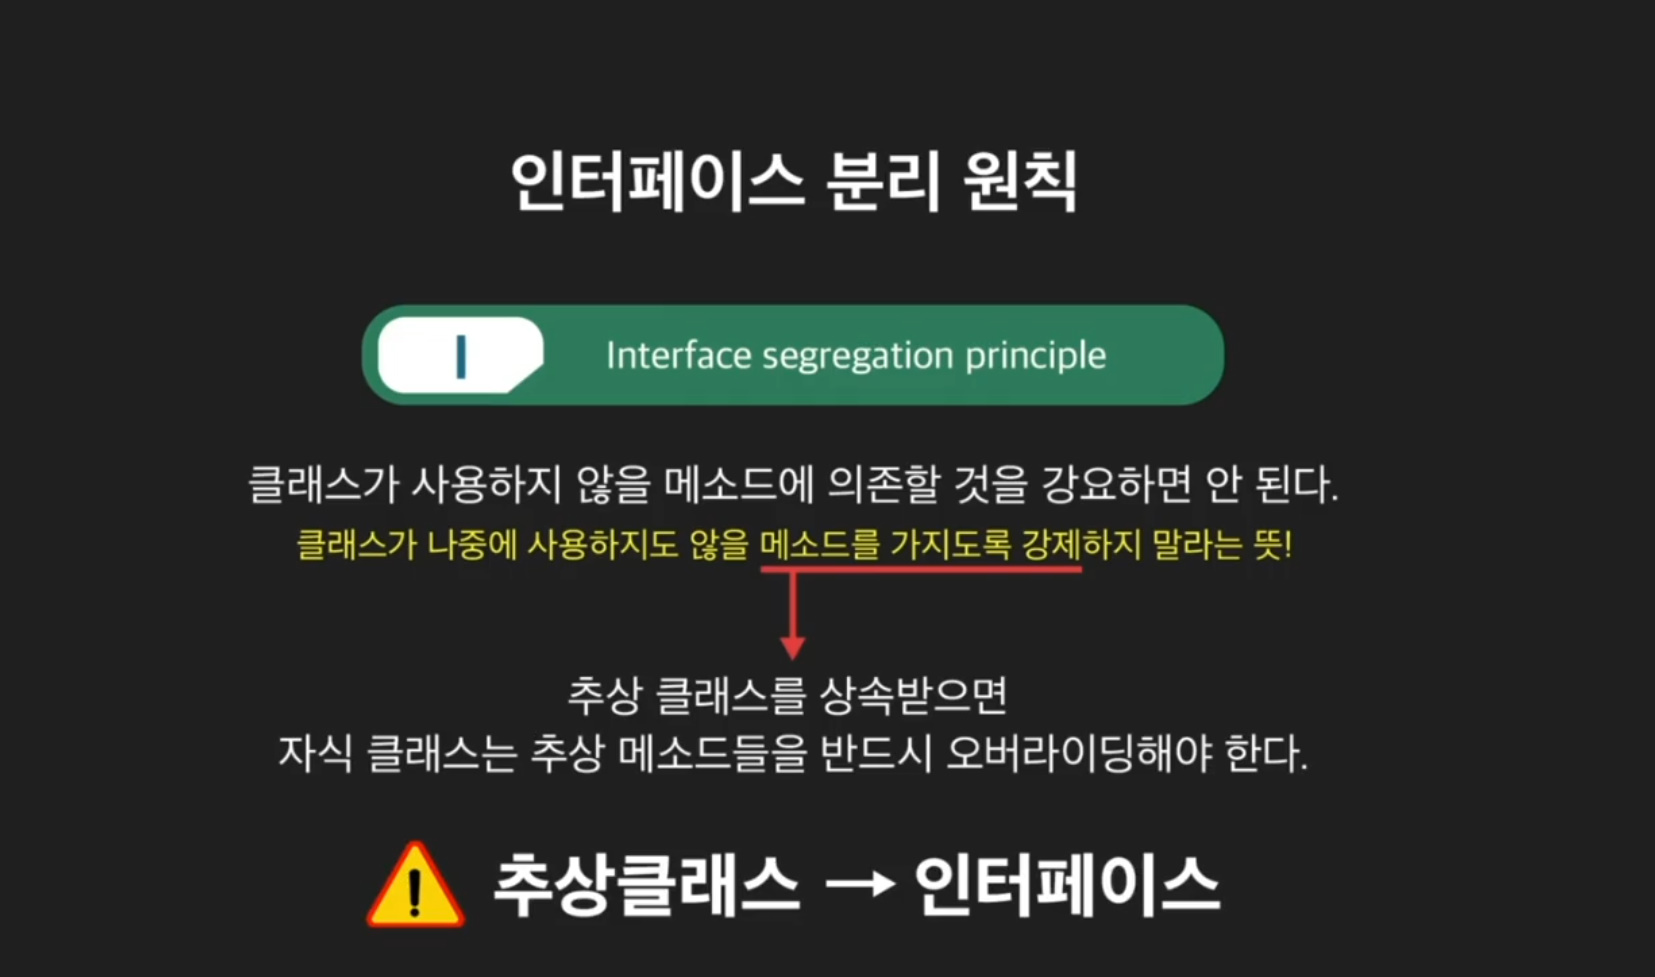 인터페이스 분리 원칙
I Interface segregation principle
클래스가 사용하지 않을 메소드에 의존할 것을 강요하면 안 된다.
클래스가 나중에 사용하지도 않을 메소드를 가지도록 강제하지 말라는 뜻!
추상 클래스를 상속받으면
자식 클래스는 추상 메소드들을 반드시 오버라이딩해야 한다.
추상클래스 → 인터페이스